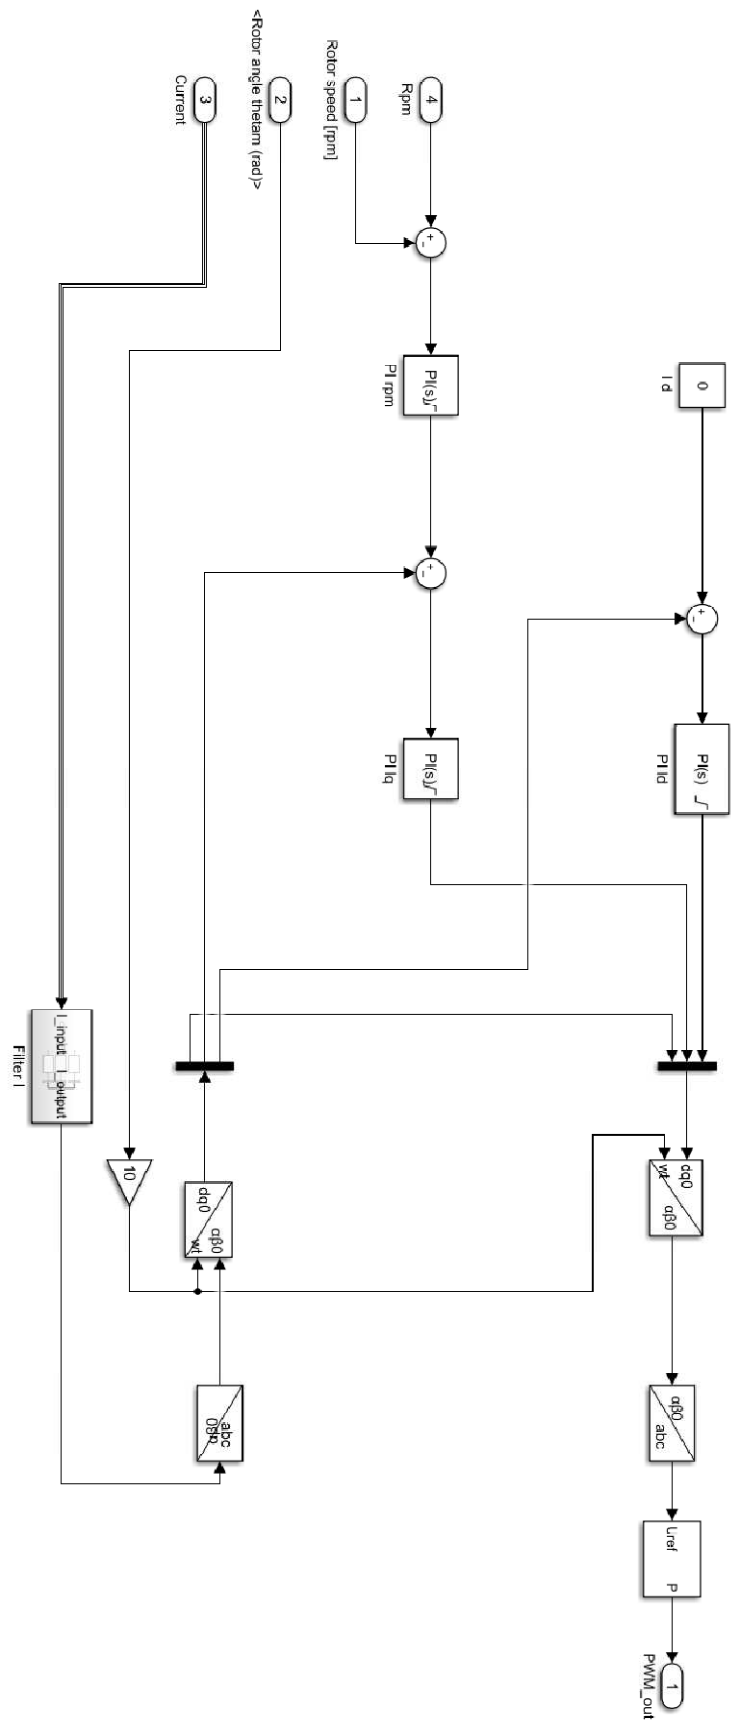 0
I d
PI(s)
PI Id
4
Rpm
+
-
PI(s)
PI rpm
+
-
PI(s)
PI Iq
+
-
1
Rotor speed [rpm]
2
<Rotor angle thetam (rad)>
3
Current
I_input I_output
Filter I
10
dq0
αβ0
wt
abc
αβ0
dq0
wt
αβ0
αβ0
abc
Uref P
1
PWM_out